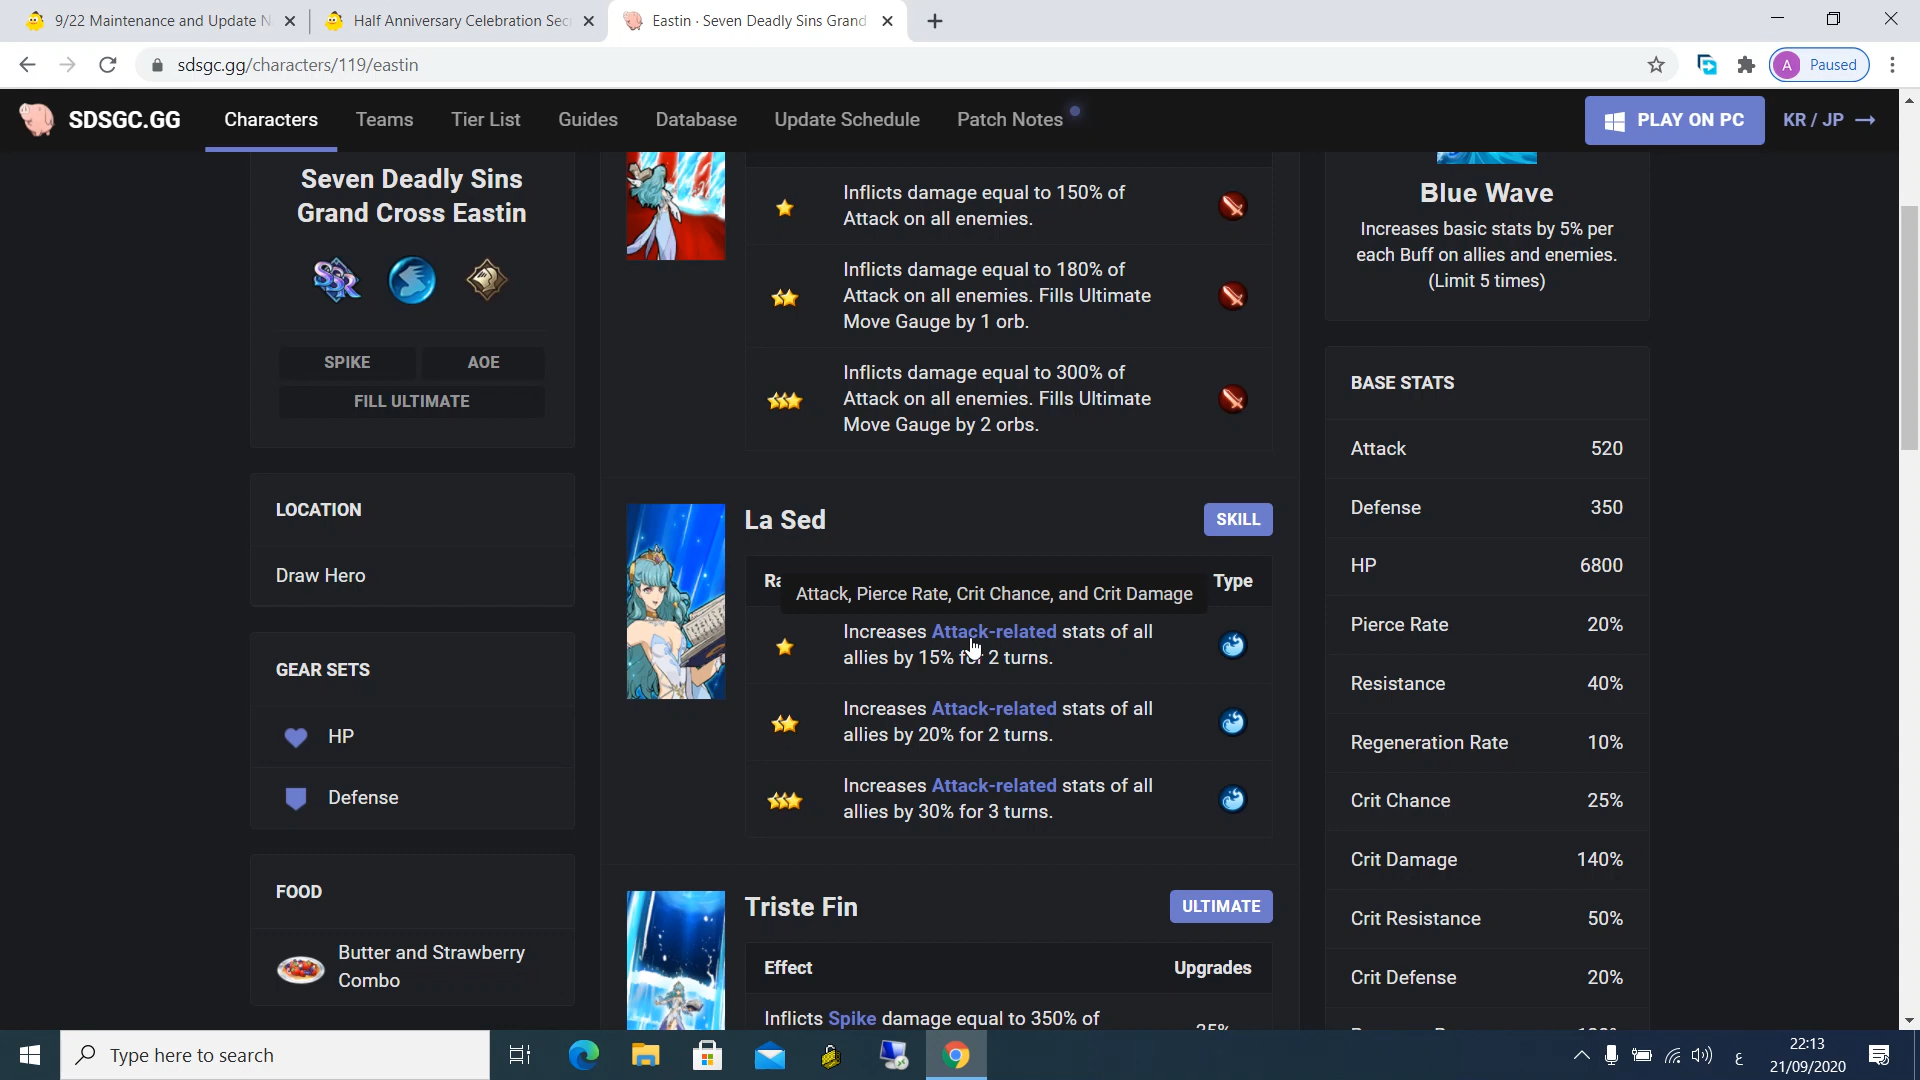 9/22 Maintenance and Update N
Half Anniversary Celebration Sec
Eastin · Seven Deadly Sins Grand
sdsgc.gg/characters/119/eastin
A Paused
SDSGC.GG
Characters
Teams
Tier List
Guides
Database
Update Schedule
Patch Notes
PLAY ON PC
KR / JP →
Seven Deadly Sins
Grand Cross Eastin
SSR
SPIKE
AOE
FILL ULTIMATE
LOCATION
Draw Hero
GEAR SETS
HP
Defense
FOOD
Butter and Strawberry
Combo
Inflicts damage equal to 150% of
Attack on all enemies.
Inflicts damage equal to 180% of
Attack on all enemies. Fills Ultimate
Move Gauge by 1 orb.
Inflicts damage equal to 300% of
Attack on all enemies. Fills Ultimate
Move Gauge by 2 orbs.
La Sed
SKILL
Ra
Type
Attack, Pierce Rate, Crit Chance, and Crit Damage
Increases Attack-related stats of all
allies by 15% for 2 turns.
Increases Attack-related stats of all
allies by 20% for 2 turns.
Increases Attack-related stats of all
allies by 30% for 3 turns.
Triste Fin
ULTIMATE
Effect
Upgrades
Inflicts Spike damage equal to 350% of
Blue Wave
Increases basic stats by 5% per
each Buff on allies and enemies.
(Limit 5 times)
BASE STATS
Attack 520
Defense 350
HP 6800
Pierce Rate 20%
Resistance 40%
Regeneration Rate 10%
Crit Chance 25%
Crit Damage 140%
Crit Resistance 50%
Crit Defense 20%
Type here to search
ع
22:13
21/09/2020